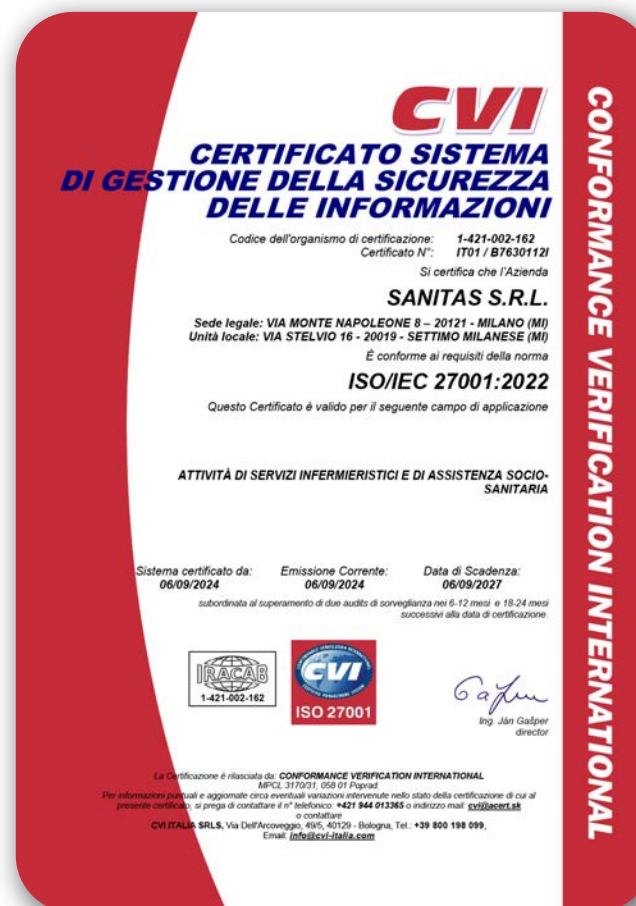 CVI
CERTIFICATO SISTEMA
DI GESTIONE DELLA SICUREZZA
DELLE INFORMAZIONI
Codice dell'organismo di certificazione: 1-421-002-162
Certificato N°: IT01 / B7630112I
Si certifica che l'Azienda
SANITAS S.R.L.
Sede legale: VIA MONTE NAPOLEONE 8 – 20121 - MILANO (MI)
Unità locale: VIA STELVIO 16 - 20019 - SETTIMO MILANESE (MI)
È conforme ai requisiti della norma
ISO/IEC 27001:2022
Questo Certificato è valido per il seguente campo di applicazione
ATTIVITÀ DI SERVIZI INFERMIERISTICI E DI ASSISTENZA SOCIO-
SANITARIA
Sistema certificato da: Emissione Corrente: Data di Scadenza:
06/09/2024 06/09/2024 06/09/2027
subordinata al superamento di due audits di sorveglianza nei 6-12 mesi e 18-24 mesi
successivi alla data di certificazione.
IRACAB
1-421-002-162
CONFORMANCE VERIFICATION INTERNATIONAL
CVI
ISO 27001
Ing. Ján Gašper
director
La Certificazione è rilasciata da: CONFORMANCE VERIFICATION INTERNATIONAL
MPCL 3170/31, 058 01 Poprad.
Per informazioni puntuali e aggiornate circa eventuali variazioni intervenute nello stato della certificazione di cui al
presente certificato, si prega di contattare il n° telefonico: +421 944 013365 o indirizzo mail: cvi@acert.sk
o contattare
CVI ITALIA SRLS, Via Dell'Arcoveggio, 49/5, 40129 - Bologna, Tel.: +39 800 198 099,
Email: info@cvi-italia.com
CONFORMANCE VERIFICATION INTERNATIONAL